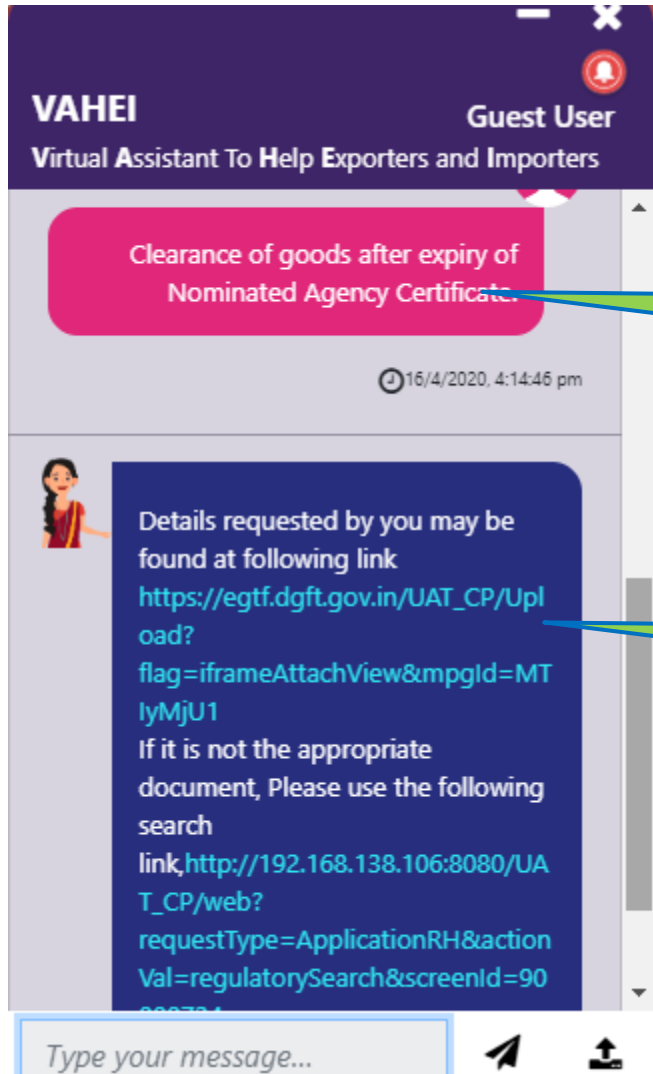 VAHEI
Guest User
Virtual Assistant To Help Exporters and Importers
Clearance of goods after expiry of
Nominated Agency Certificate.
16/4/2020, 4:14:46 pm
Details requested by you may be
found at following link
https://egtf.dgft.gov.in/UAT_CP/Upl
oad?
flag=iframeAttachView&mpgId=MT
IyMjU1
If it is not the appropriate
document, Please use the following
search
link,http://192.168.138.106:8080/UA
T_CP/web?
requestType=ApplicationRH&action
Val=regulatorySearch&screenId=90
Type your message...